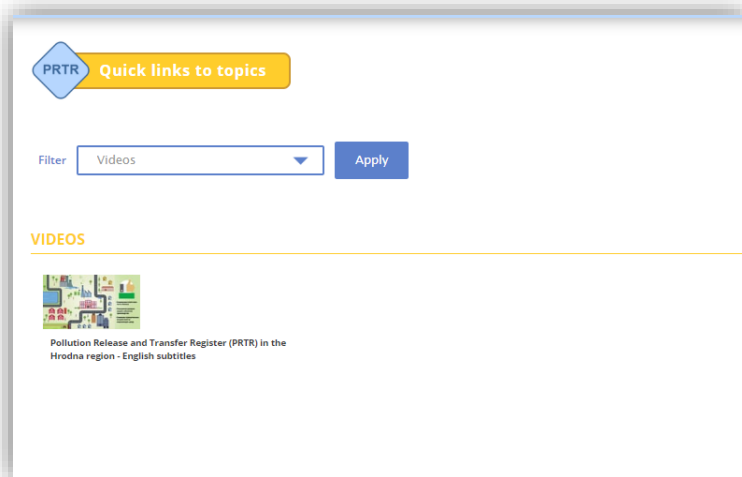 PRTR Quick links to topics
Filter Videos Apply
VIDEOS
Pollution Release and Transfer Register (PRTR) in the
Hrodna region - English subtitles